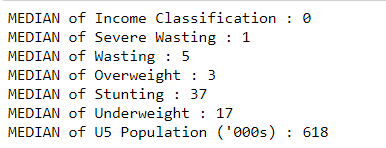 MEDIAN of Income Classification : 0
MEDIAN of Severe Wasting : 1
MEDIAN of Wasting : 5
MEDIAN of Overweight : 3
MEDIAN of Stunting : 37
MEDIAN of Underweight : 17
MEDIAN of U5 Population ('000s) : 618